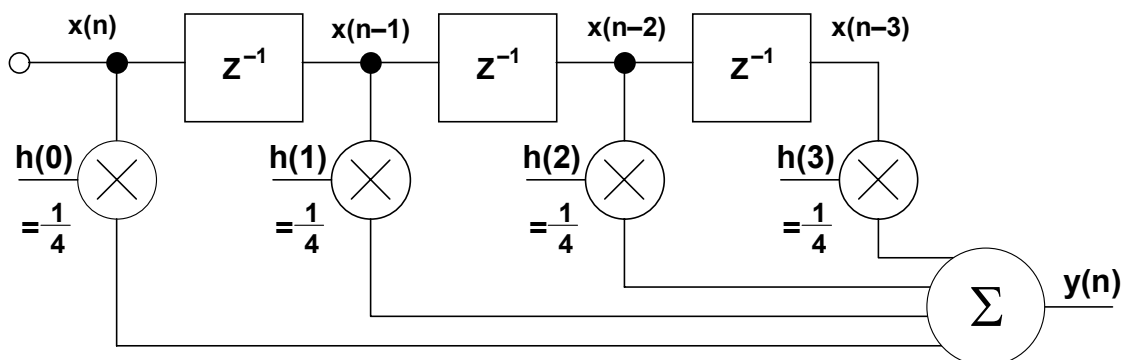 x(n) x(n–1) x(n–2) x(n–3)
Z⁻¹ Z⁻¹ Z⁻¹
h(0) h(1) h(2) h(3)
=1/4 =1/4 =1/4 =1/4
Σ y(n)